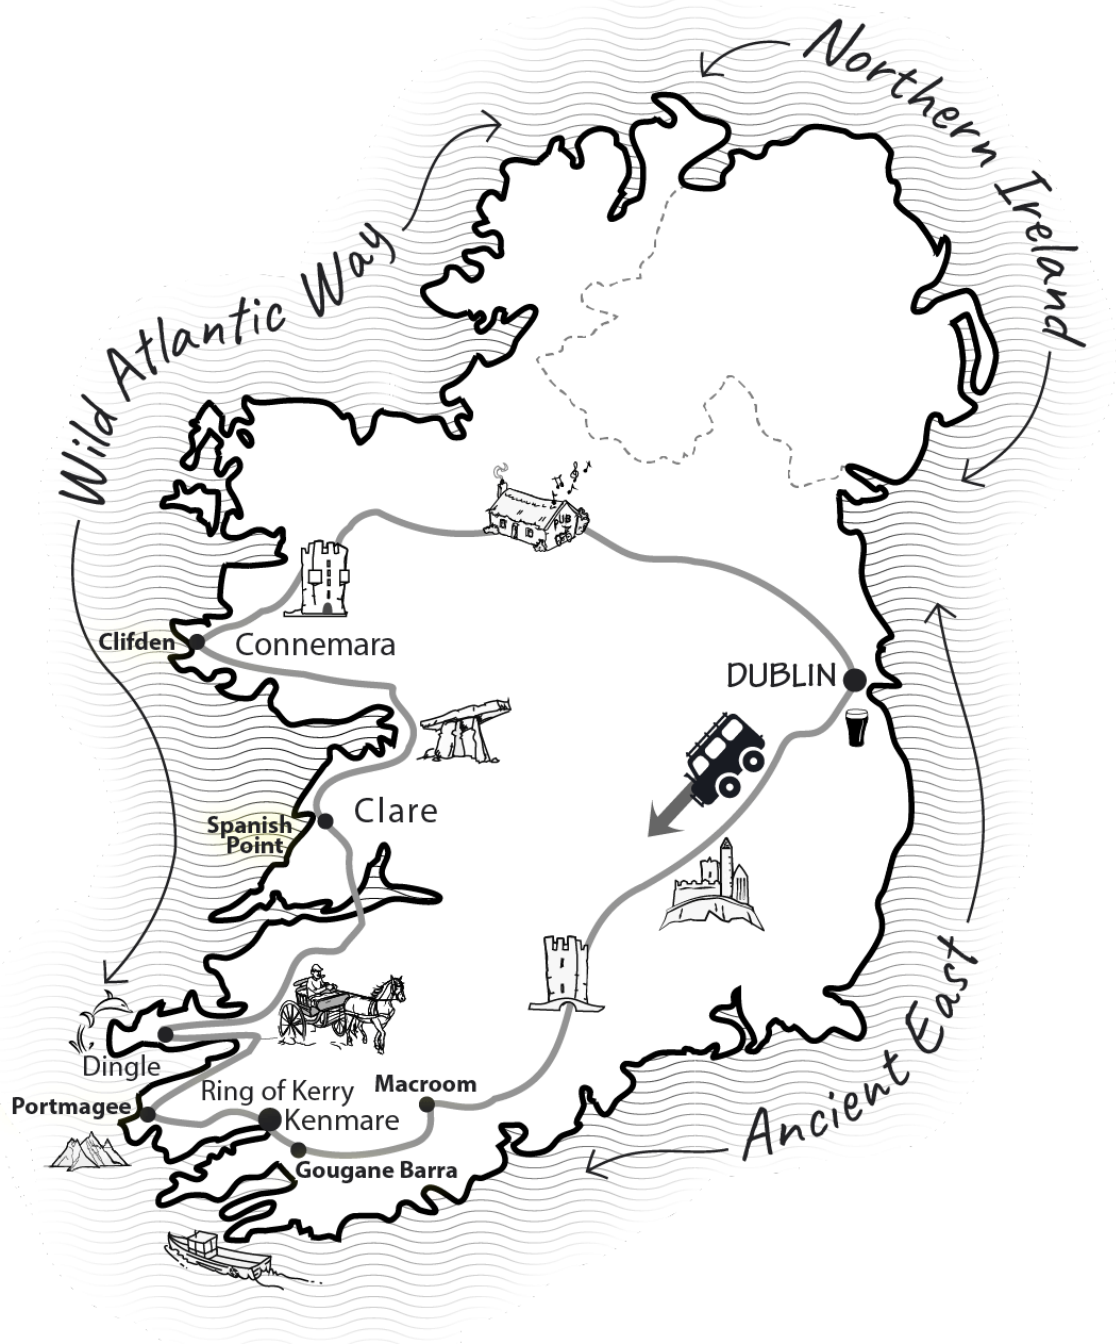 Northern Ireland
Wild Atlantic Way
PUB
Clifden
Connemara
DUBLIN
Clare
Spanish
Point
Ancient East
Dingle
Ring of Kerry
Macroom
Portmagee
Kenmare
Gougane Barra